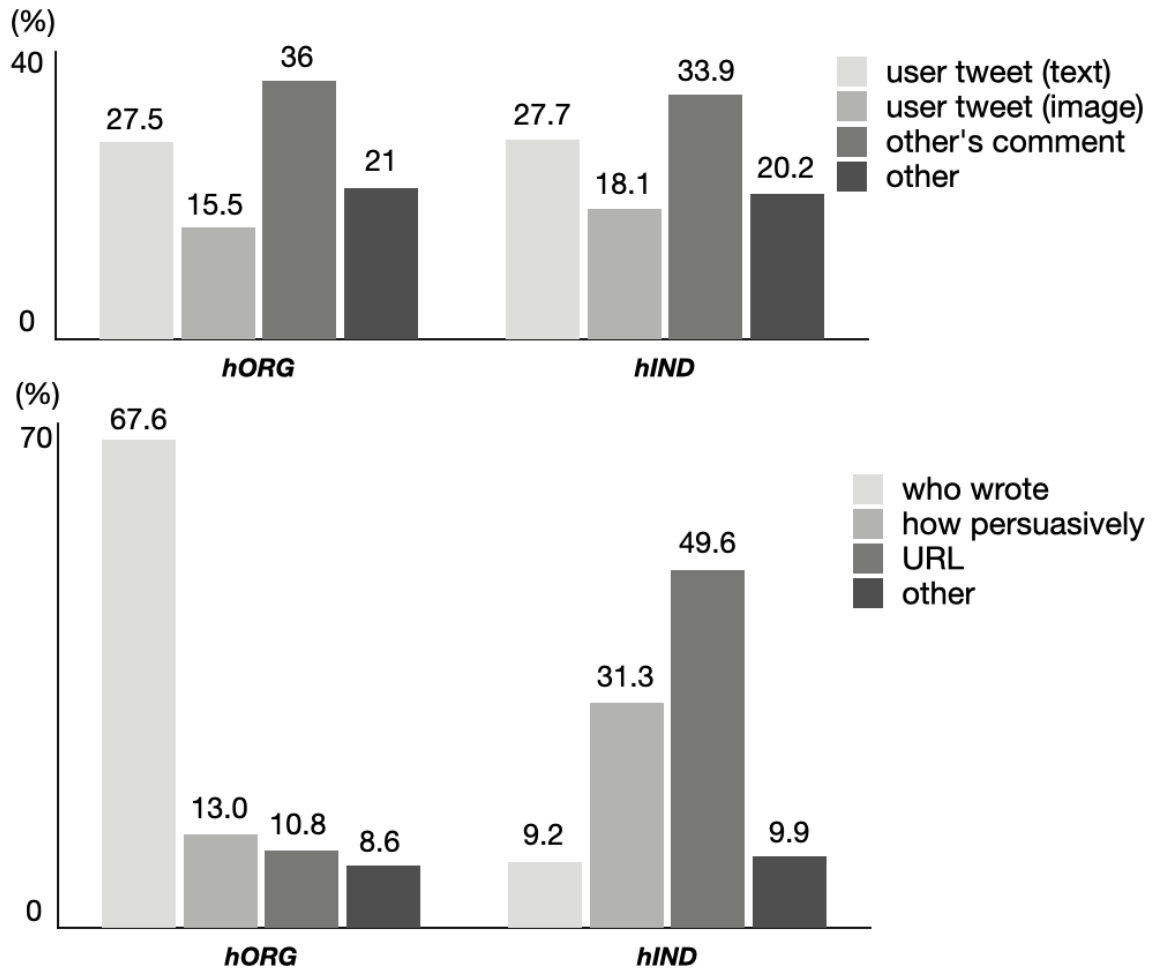 (%)
40
0
27.5
15.5
36
21
27.7
18.1
33.9
20.2
hORG
hIND
user tweet (text)
user tweet (image)
other's comment
other
(%)
70
0
67.6
13.0
10.8
8.6
9.2
31.3
49.6
9.9
hORG
hIND
who wrote
how persuasively
URL
other